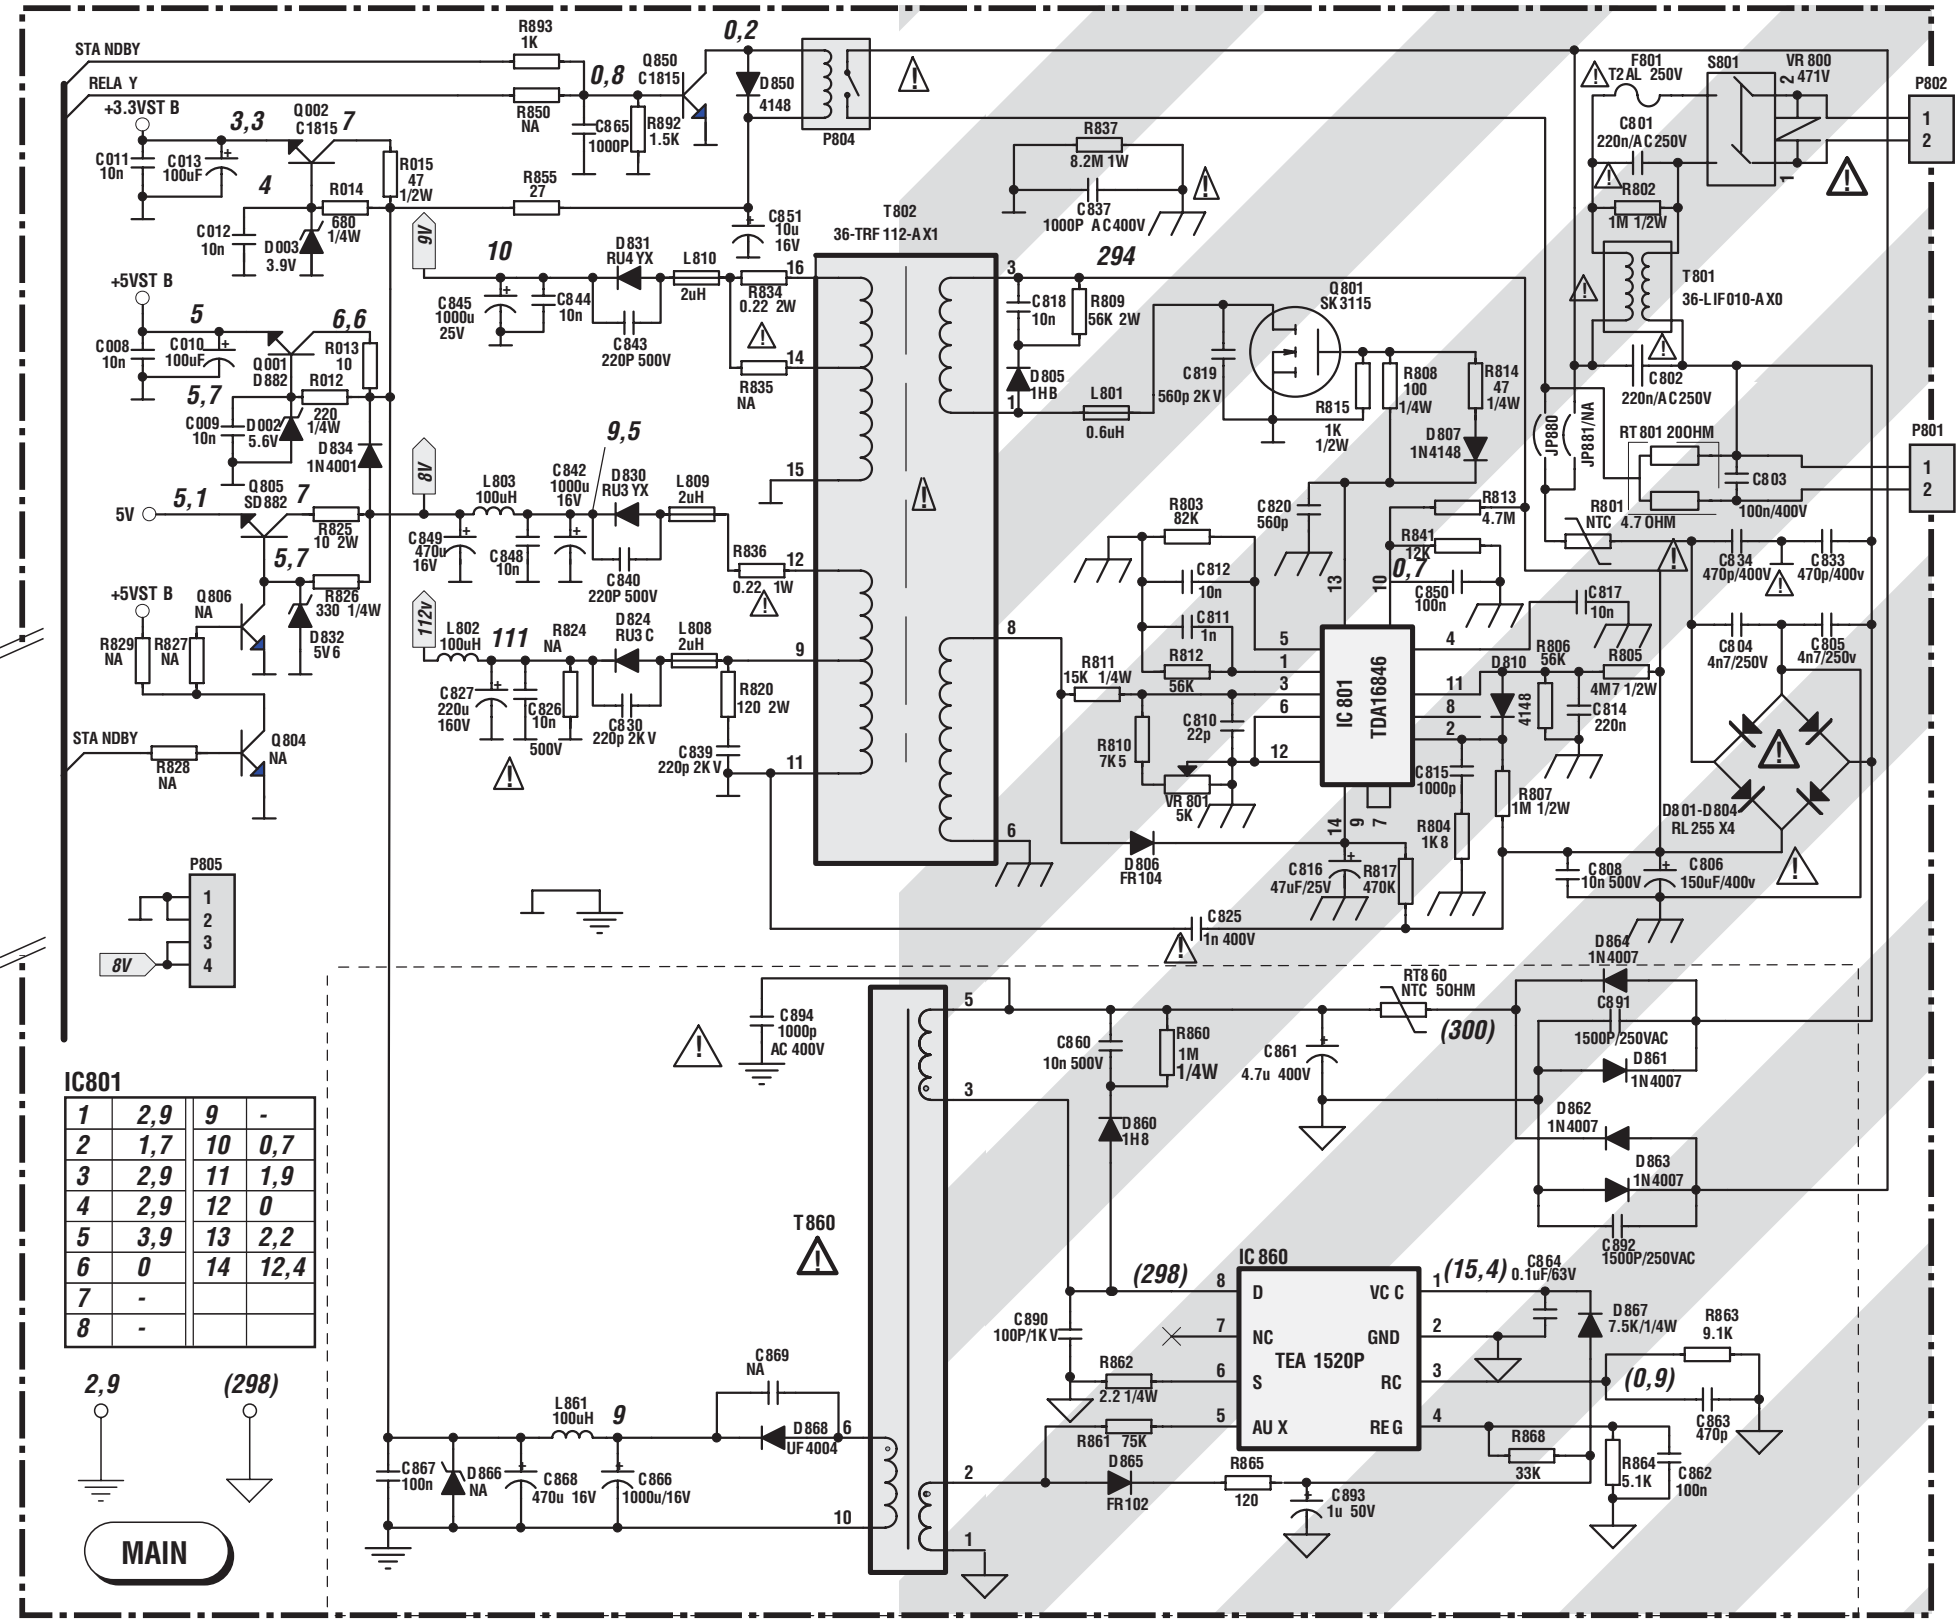 STANDBY
RELAY
R893
1K
R850
NA
0,8
Q850
C1815
0,2
D850
4148
P804
C865
1000P
R892
1.5K
R855
27
C851
10u
16V
+3.3VSTB
3,3
Q002
C1815
7
C011
10n
C013
100uF
R015
47
1/2W
4
R014
680
1/4W
C012
10n
D003
3.9V
+5VSTB
5
6,6
C008
10n
C010
100uF
Q001
D882
R013
10
5,7
R012
220
1/4W
C009
10n
D002
5.6V
D834
1N4001
5V
5,1
Q805
SD882
7
R825
10 2W
5,7
R826
330 1/4W
+5VSTB
Q806
NA
R829
NA
R827
NA
D832
5V6
STANDBY
R828
NA
Q804
NA
P805
1
2
3
4
8V
9V
10
C845
1000u
25V
C844
10n
D831
RU4YX
C843
220P 500V
L810
2uH
R834
0.22 2W
R835
NA
8V
C849
470u
16V
L803
100uH
C848
10n
C842
1000u
16V
9,5
D830
RU3YX
C840
220P 500V
L809
2uH
R836
0.22 1W
112v
L802
100uH
111
C827
220u
160V
C826
10n
500V
R824
NA
D824
RU3C
C830
220p 2KV
L808
2uH
R820
120 2W
C839
220p 2KV
T802
36-TRF112-AX1
16
14
15
12
9
11
3
1
8
6
R837
8.2M 1W
C837
1000P AC400V
294
C818
10n
R809
56K 2W
D805
1HB
L801
0.6uH
C819
560p 2KV
Q801
SK3115
R815
1K
1/2W
R808
100
1/4W
R814
47
1/4W
D807
1N4148
C820
560p
R813
4.7M
R841
12K
0,7
C850
100n
R803
82K
C812
10n
C811
1n
R812
56K
R811
15K 1/4W
R810
7K5
C810
22p
VR801
5K
IC801
TDA16846
13
10
5
1
3
6
12
4
11
8
2
14
9
7
C817
10n
D810
4148
R806
56K
R805
4M7 1/2W
C814
220n
C815
1000p
R807
1M 1/2W
R804
1K8
D806
FR104
C816
47uF/25V
R817
470K
C825
1n 400V
F801
T2AL 250V
S801
VR800
471V
2
1
P802
1
2
C801
220n/AC250V
R802
1M 1/2W
T801
36-LIF010-AX0
C802
220n/AC250V
JP880
JP881/NA
RT801 20OHM
R801
NTC 4.7OHM
C803
100n/400V
P801
1
2
C834
470p/400V
C833
470p/400v
C804
4n7/250V
C805
4n7/250v
D801-D804
RL255 X4
C808
10n 500V
C806
150uF/400v
C894
1000p
AC400V
5
3
C860
10n 500V
R860
1M
1/4W
D860
1H8
C861
4.7u 400V
RT860
NTC 5OHM
(300)
D864
1N4007
C891
1500P/250VAC
D861
1N4007
D862
1N4007
D863
1N4007
C892
1500P/250VAC
T860
(298)
C890
100P/1KV
IC860
TEA 1520P
8
D
7
NC
6
S
5
AUX
VCC
1
GND
2
RC
3
REG
4
(15,4)
C864
0.1uF/63V
D867
7.5K/1/4W
R863
9.1K
(0,9)
C863
470p
R862
2.2 1/4W
R861 75K
D865
FR102
R865
120
C893
1u 50V
R868
33K
R864
5.1K
C862
100n
6
10
2
1
C869
NA
D868
UF4004
L861
100uH
9
C867
100n
D866
NA
C868
470u 16V
C866
1000u/16V
IC801
1 2,9 9 -
2 1,7 10 0,7
3 2,9 11 1,9
4 2,9 12 0
5 3,9 13 2,2
6 0 14 12,4
7 -
8 -
2,9
(298)
MAIN